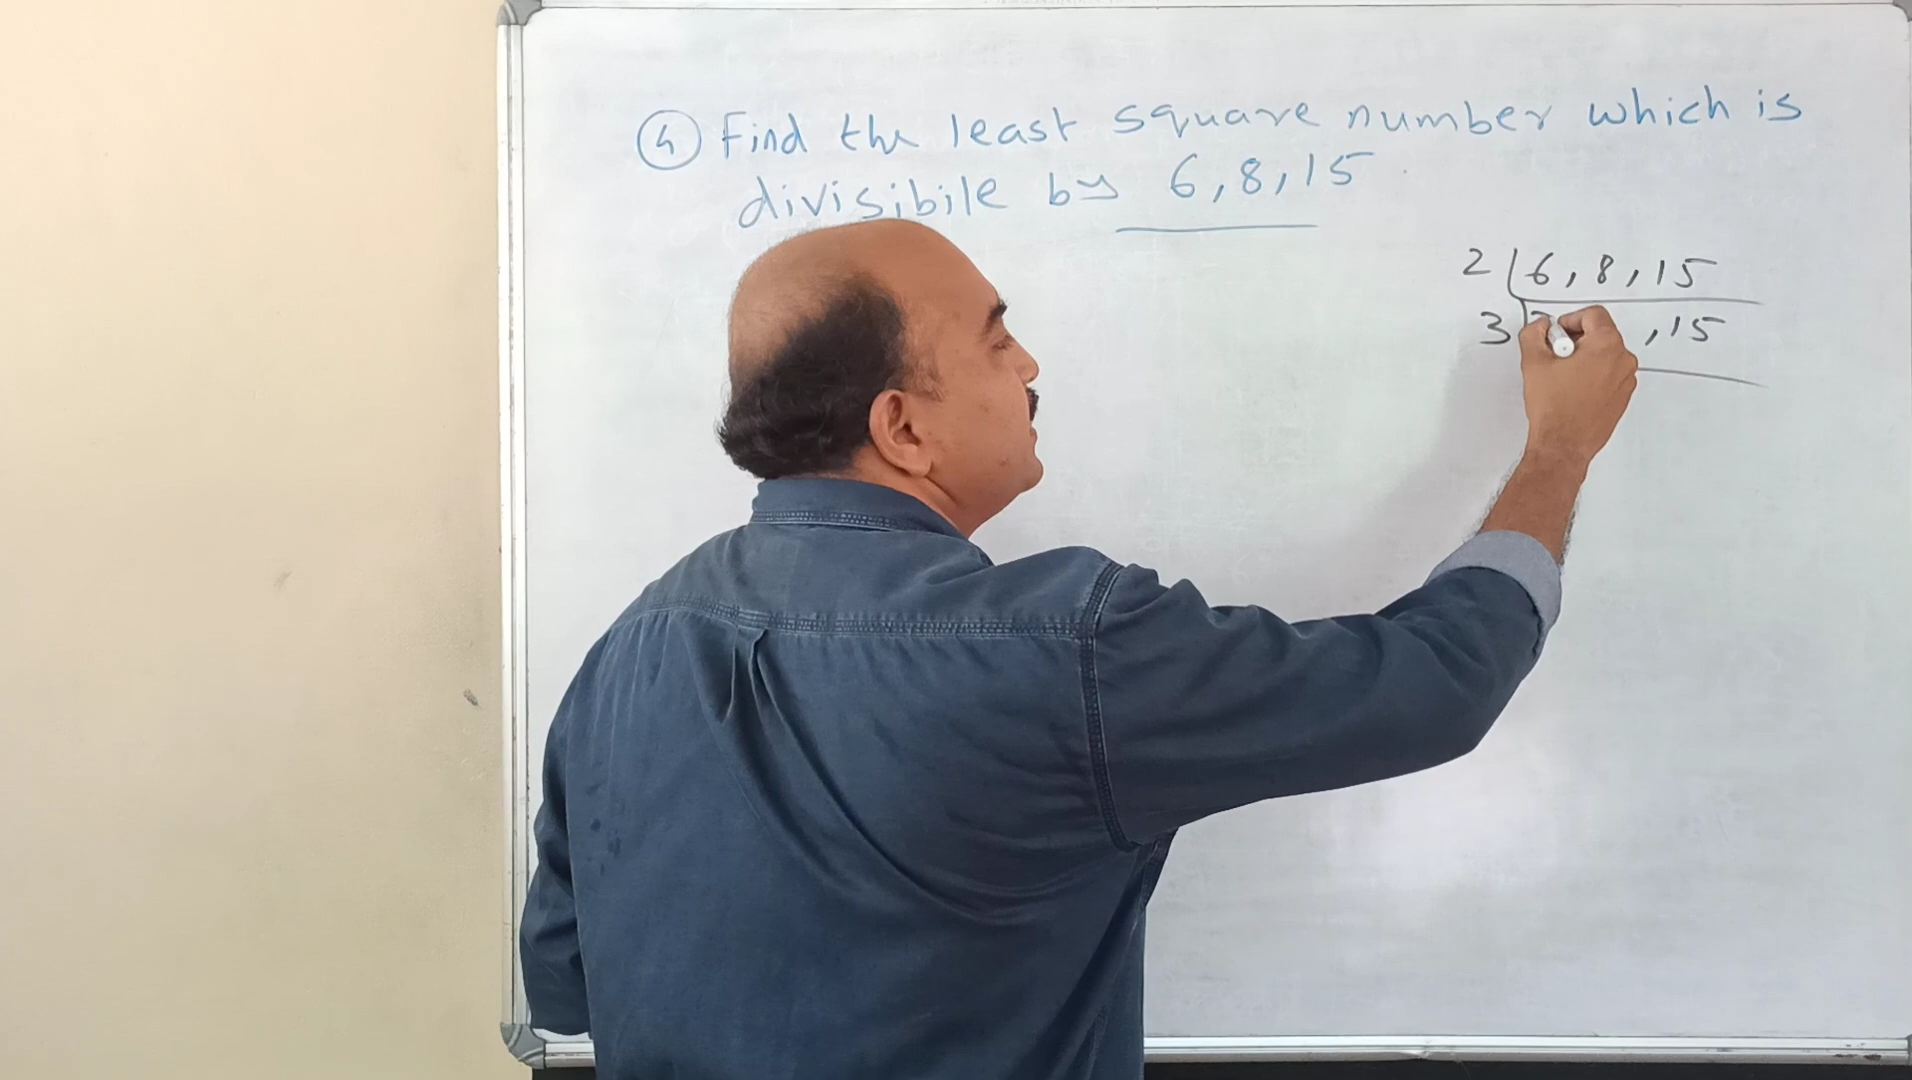 ④ Find the least square number which is
divisibile by 6, 8, 15.
2 6, 8, 15
3 , 15